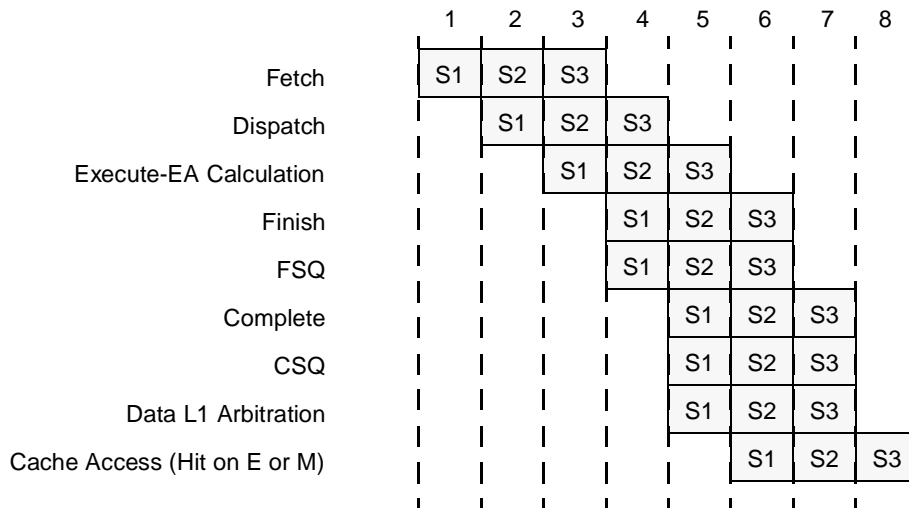 1 2 3 4 5 6 7 8
Fetch S1 S2 S3
Dispatch S1 S2 S3
Execute-EA Calculation S1 S2 S3
Finish S1 S2 S3
FSQ S1 S2 S3
Complete S1 S2 S3
CSQ S1 S2 S3
Data L1 Arbitration S1 S2 S3
Cache Access (Hit on E or M) S1 S2 S3